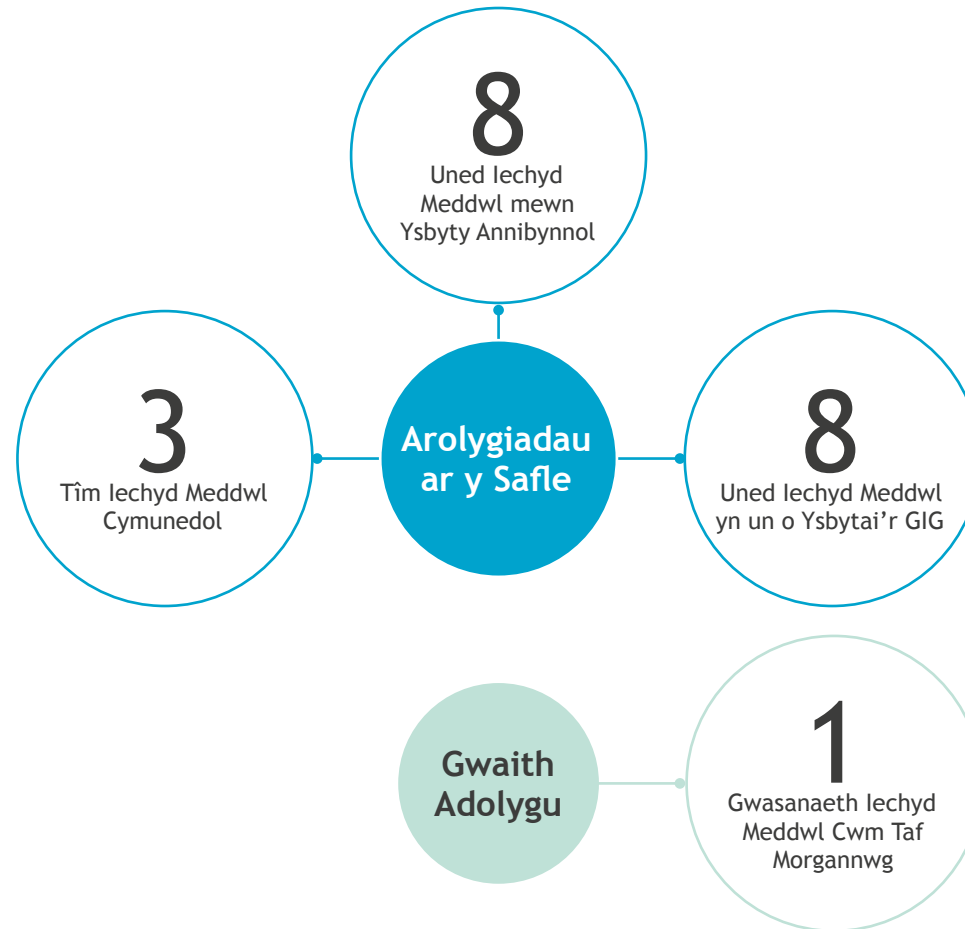 8
Uned Iechyd
Meddwl mewn
Ysbyty Annibynnol
3
Tîm Iechyd Meddwl
Cymunedol
Arolygiadau
ar y Safle
8
Uned Iechyd Meddwl
yn un o Ysbytai’r GIG
Gwaith
Adolygu
1
Gwasanaeth Iechyd
Meddwl Cwm Taf
Morgannwg